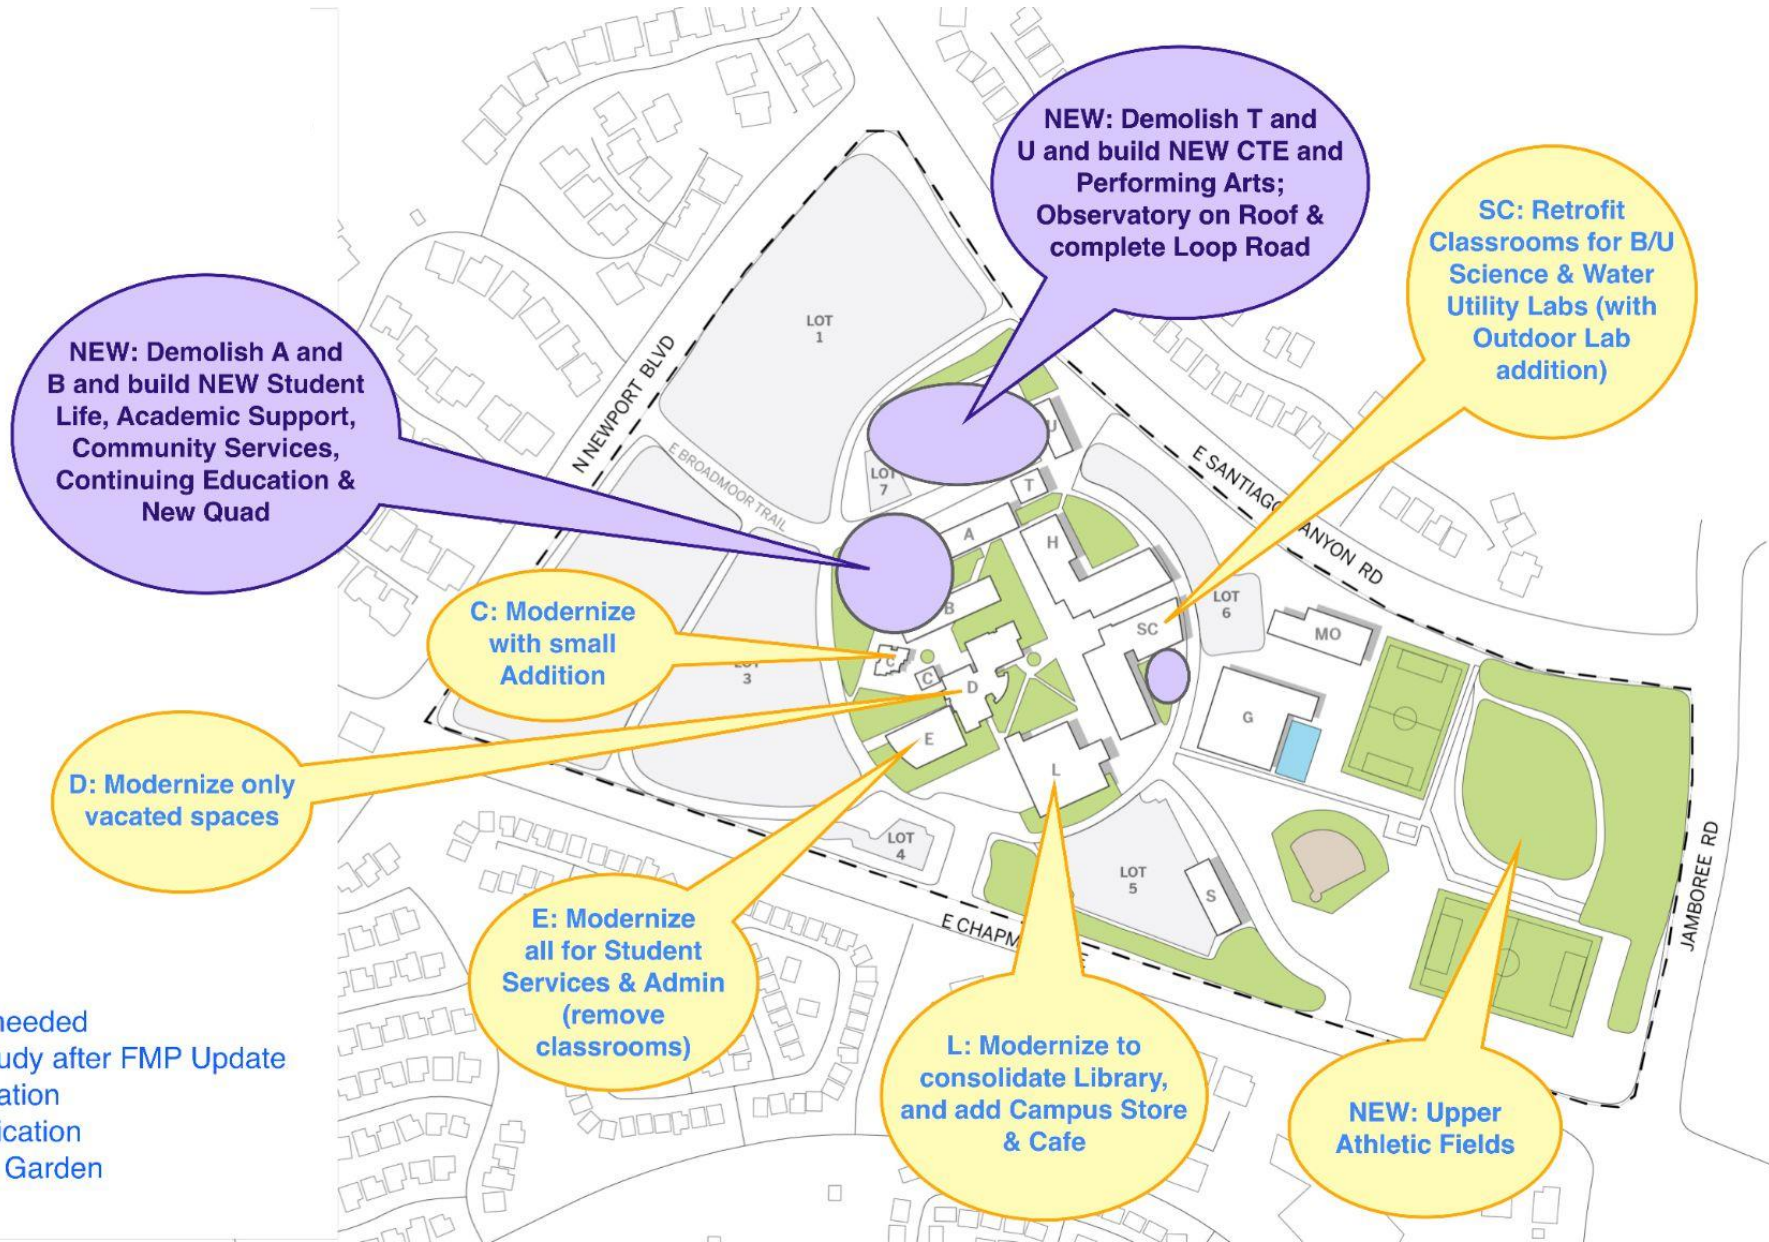 NEW: Demolish T and
U and build NEW CTE and
Performing Arts;
Observatory on Roof &
complete Loop Road
SC: Retrofit
Classrooms for B/U
Science & Water
Utility Labs (with
Outdoor Lab
addition)
NEW: Demolish A and
B and build NEW Student
Life, Academic Support,
Community Services,
Continuing Education &
New Quad
C: Modernize
with small
Addition
D: Modernize only
vacated spaces
E: Modernize
all for Student
Services & Admin
(remove
classrooms)
L: Modernize to
consolidate Library,
and add Campus Store
& Cafe
NEW: Upper
Athletic Fields
N NEWPORT BLVD
E BROADMOOR TRAIL
E SANTIAGO
ANYON RD
JAMBOREE RD
E CHAPM
LOT
1
LOT
7
LOT
6
3
LOT
4
LOT
5
U
T
A
H
B
SC
MO
C
C
D
E
G
L
S
needed
udy after FMP Update
ation
ication
Garden